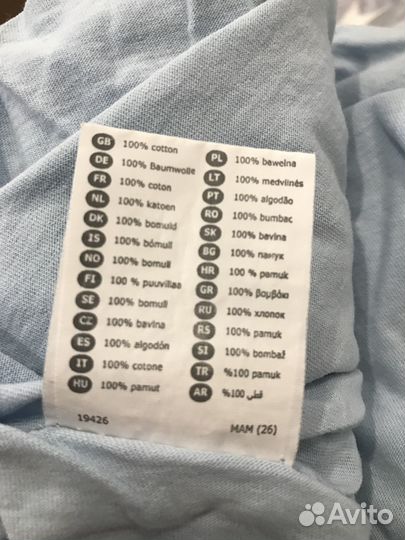 GB 100% cotton
DE 100% Baumwolle
FR 100% coton
NL 100% katoen
DK 100% bomuld
IS 100% bómull
NO 100% bomull
FI 100 % puuvillaa
SE 100% bomull
CZ 100% bavlna
ES 100% algodón
IT 100% cotone
HU 100% pamut
19426
PL 100% bawełna
LT 100% medvilnės
PT 100% algodão
RO 100% bumbac
SK 100% bavlna
BG 100% памук
HR 100 % pamuk
GR 100% βαμβάκι
RU 100% хлопок
RS 100% pamuk
SI 100% bombaž
TR %100 pamuk
AR قطن 100%
MAM (26)
Avito